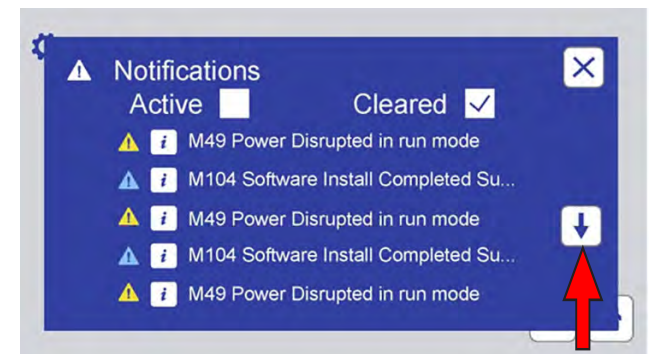 Notifications
Active Cleared
M49 Power Disrupted in run mode
M104 Software Install Completed Su...
M49 Power Disrupted in run mode
M104 Software Install Completed Su...
M49 Power Disrupted in run mode